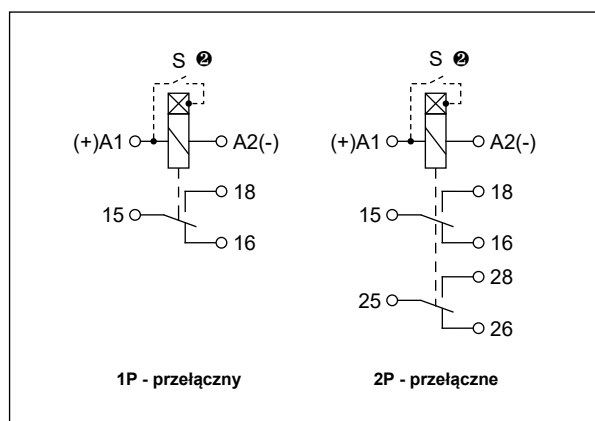 S ❷
(+)A1 A2(-)
15 18
16
1P - przełączny
S ❷
(+)A1 A2(-)
15 18
16
25 28
26
2P - przełączne